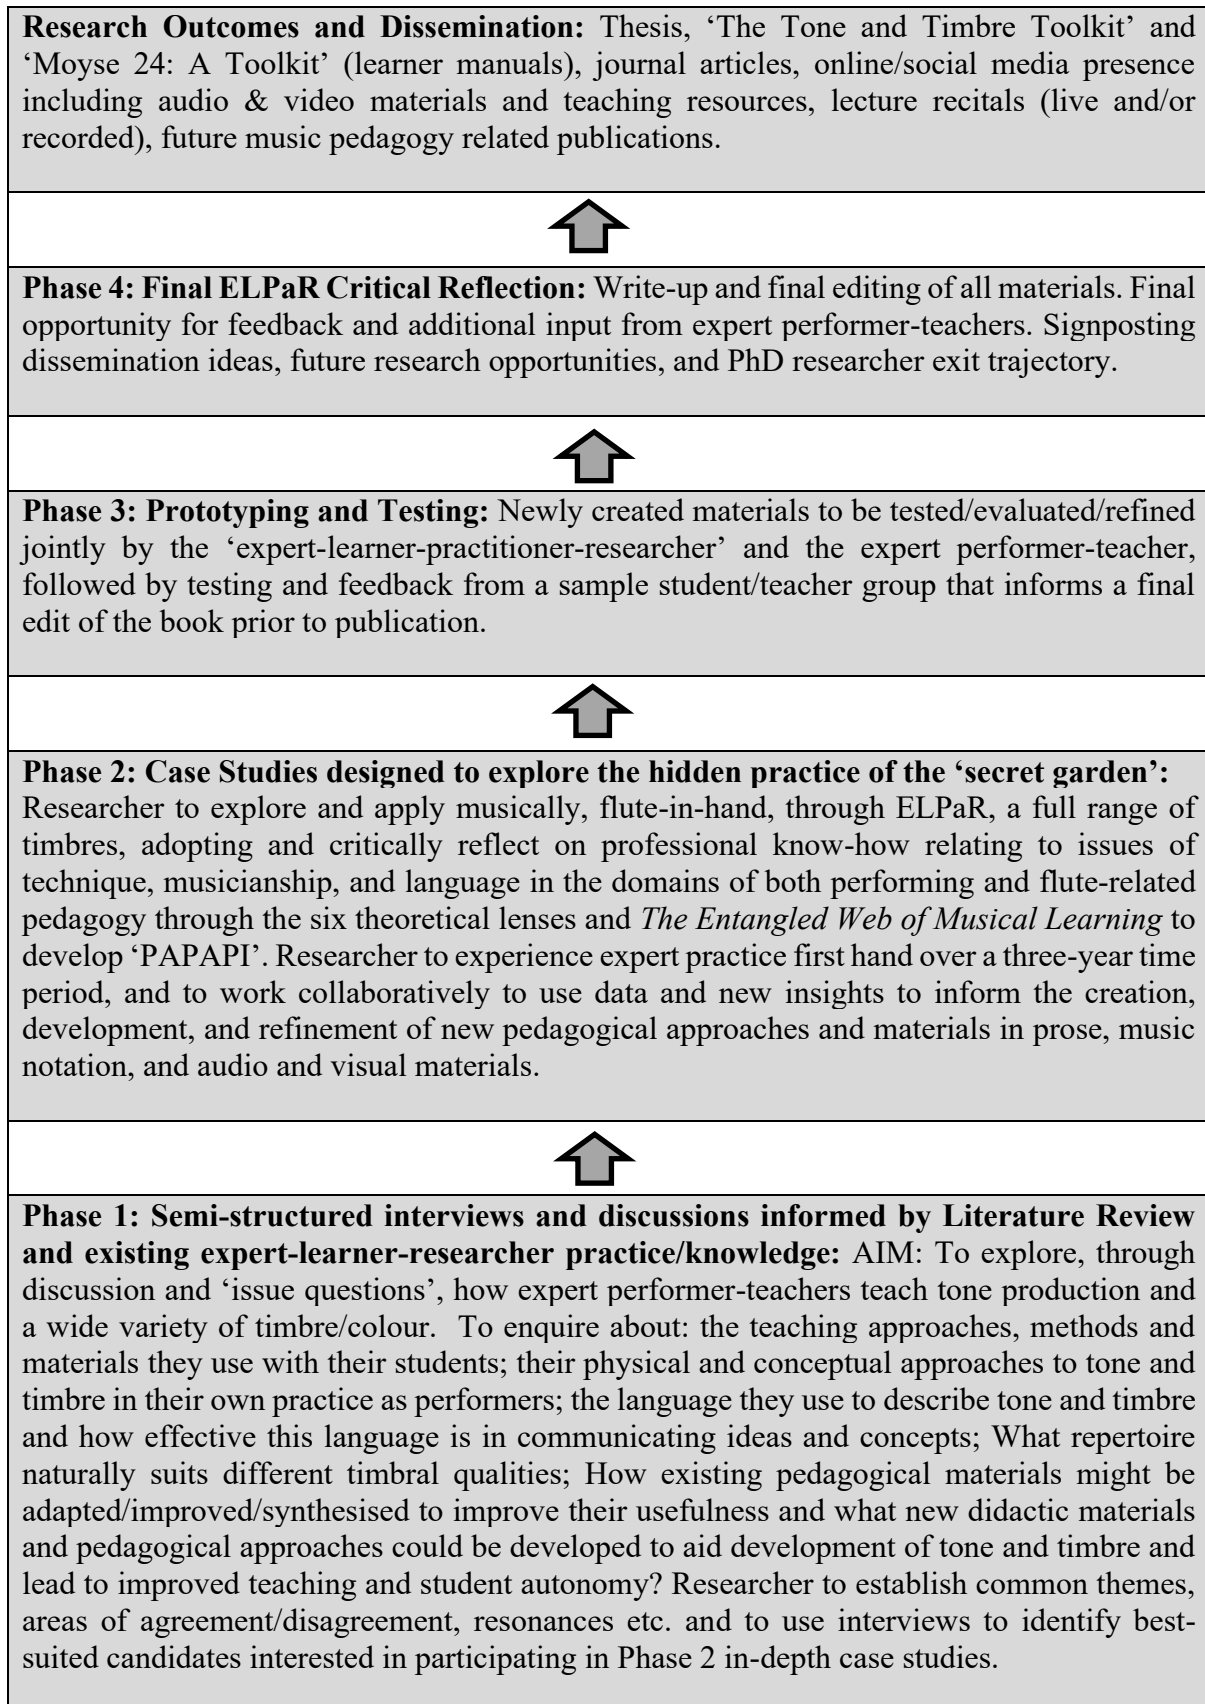 Research Outcomes and Dissemination: Thesis, ‘The Tone and Timbre Toolkit’ and
‘Moyse 24: A Toolkit’ (learner manuals), journal articles, online/social media presence
including audio & video materials and teaching resources, lecture recitals (live and/or
recorded), future music pedagogy related publications.
Phase 4: Final ELPaR Critical Reflection: Write-up and final editing of all materials. Final
opportunity for feedback and additional input from expert performer-teachers. Signposting
dissemination ideas, future research opportunities, and PhD researcher exit trajectory.
Phase 3: Prototyping and Testing: Newly created materials to be tested/evaluated/refined
jointly by the ‘expert-learner-practitioner-researcher’ and the expert performer-teacher,
followed by testing and feedback from a sample student/teacher group that informs a final
edit of the book prior to publication.
Phase 2: Case Studies designed to explore the hidden practice of the ‘secret garden’:
Researcher to explore and apply musically, flute-in-hand, through ELPaR, a full range of
timbres, adopting and critically reflect on professional know-how relating to issues of
technique, musicianship, and language in the domains of both performing and flute-related
pedagogy through the six theoretical lenses and The Entangled Web of Musical Learning to
develop ‘PAPAPI’. Researcher to experience expert practice first hand over a three-year time
period, and to work collaboratively to use data and new insights to inform the creation,
development, and refinement of new pedagogical approaches and materials in prose, music
notation, and audio and visual materials.
Phase 1: Semi-structured interviews and discussions informed by Literature Review
and existing expert-learner-researcher practice/knowledge: AIM: To explore, through
discussion and ‘issue questions’, how expert performer-teachers teach tone production and
a wide variety of timbre/colour. To enquire about: the teaching approaches, methods and
materials they use with their students; their physical and conceptual approaches to tone and
timbre in their own practice as performers; the language they use to describe tone and timbre
and how effective this language is in communicating ideas and concepts; What repertoire
naturally suits different timbral qualities; How existing pedagogical materials might be
adapted/improved/synthesised to improve their usefulness and what new didactic materials
and pedagogical approaches could be developed to aid development of tone and timbre and
lead to improved teaching and student autonomy? Researcher to establish common themes,
areas of agreement/disagreement, resonances etc. and to use interviews to identify best-
suited candidates interested in participating in Phase 2 in-depth case studies.